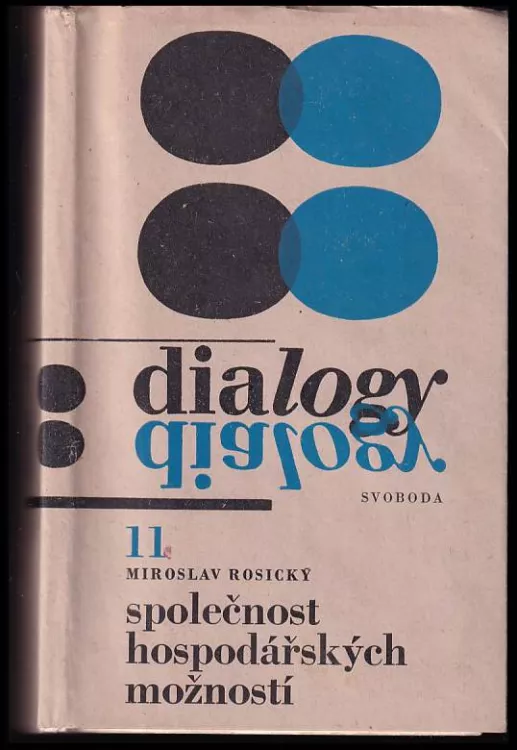 dialogy
dialogy
SVOBODA
11
MIROSLAV ROSICKÝ
společnost
hospodářských
možností